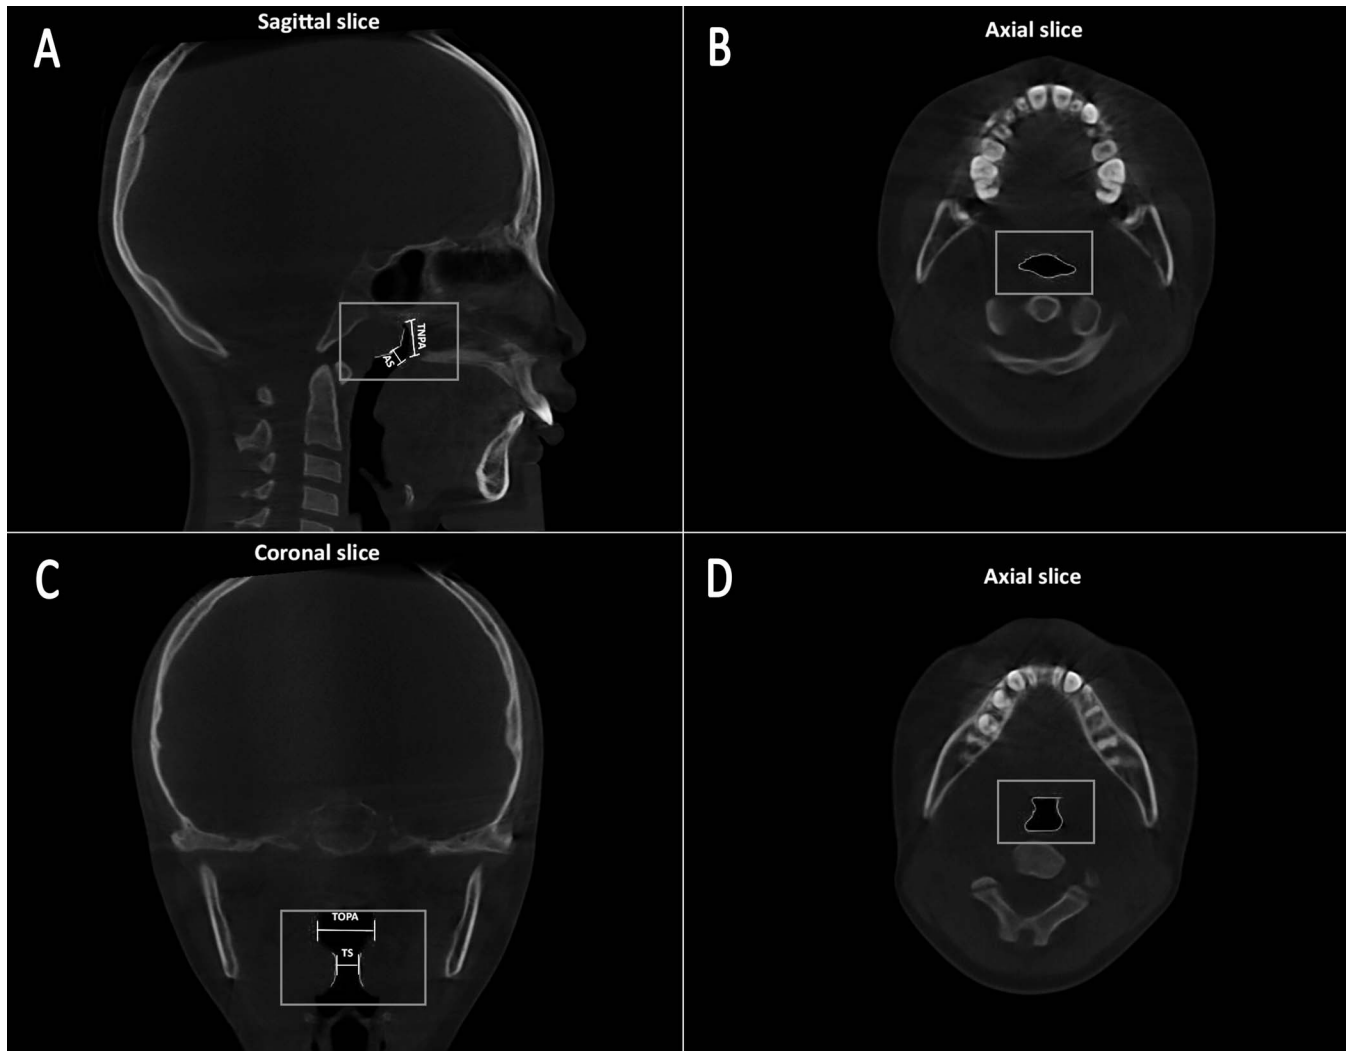 A
Sagittal slice
TNPA
AS
B
Axial slice
C
Coronal slice
TOPA
TS
D
Axial slice